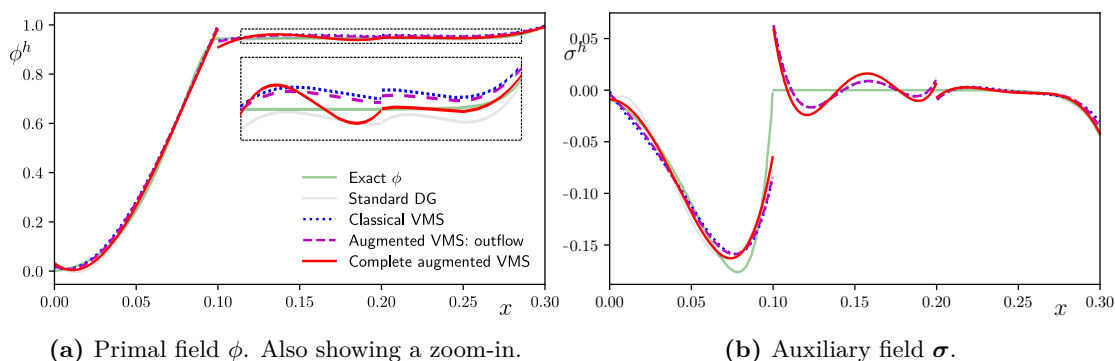 1.0
0.8
0.6
0.4
0.2
0.0
ϕʰ
Exact ϕ
Standard DG
Classical VMS
Augmented VMS: outflow
Complete augmented VMS
0.00 0.05 0.10 0.15 0.20 0.25 0.30
x
(a) Primal field ϕ. Also showing a zoom-in.
0.05
0.00
-0.05
-0.10
-0.15
σʰ
0.00 0.05 0.10 0.15 0.20 0.25 0.30
x
(b) Auxiliary field σ.